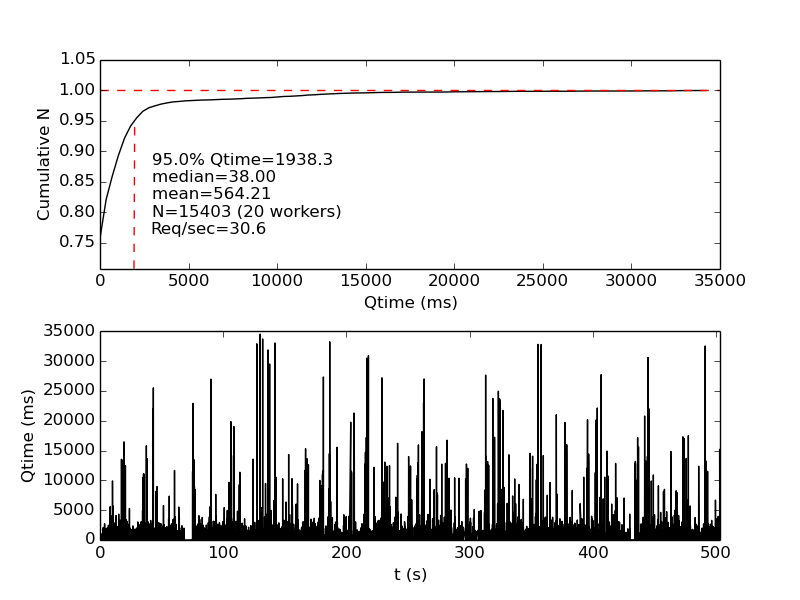 1.05
1.00
0.95
0.90
0.85
0.80
0.75
Cumulative N
95.0% Qtime=1938.3
median=38.00
mean=564.21
N=15403 (20 workers)
Req/sec=30.6
0 5000 10000 15000 20000 25000 30000 35000
Qtime (ms)
35000
30000
25000
20000
15000
10000
5000
0
Qtime (ms)
0 100 200 300 400 500
t (s)